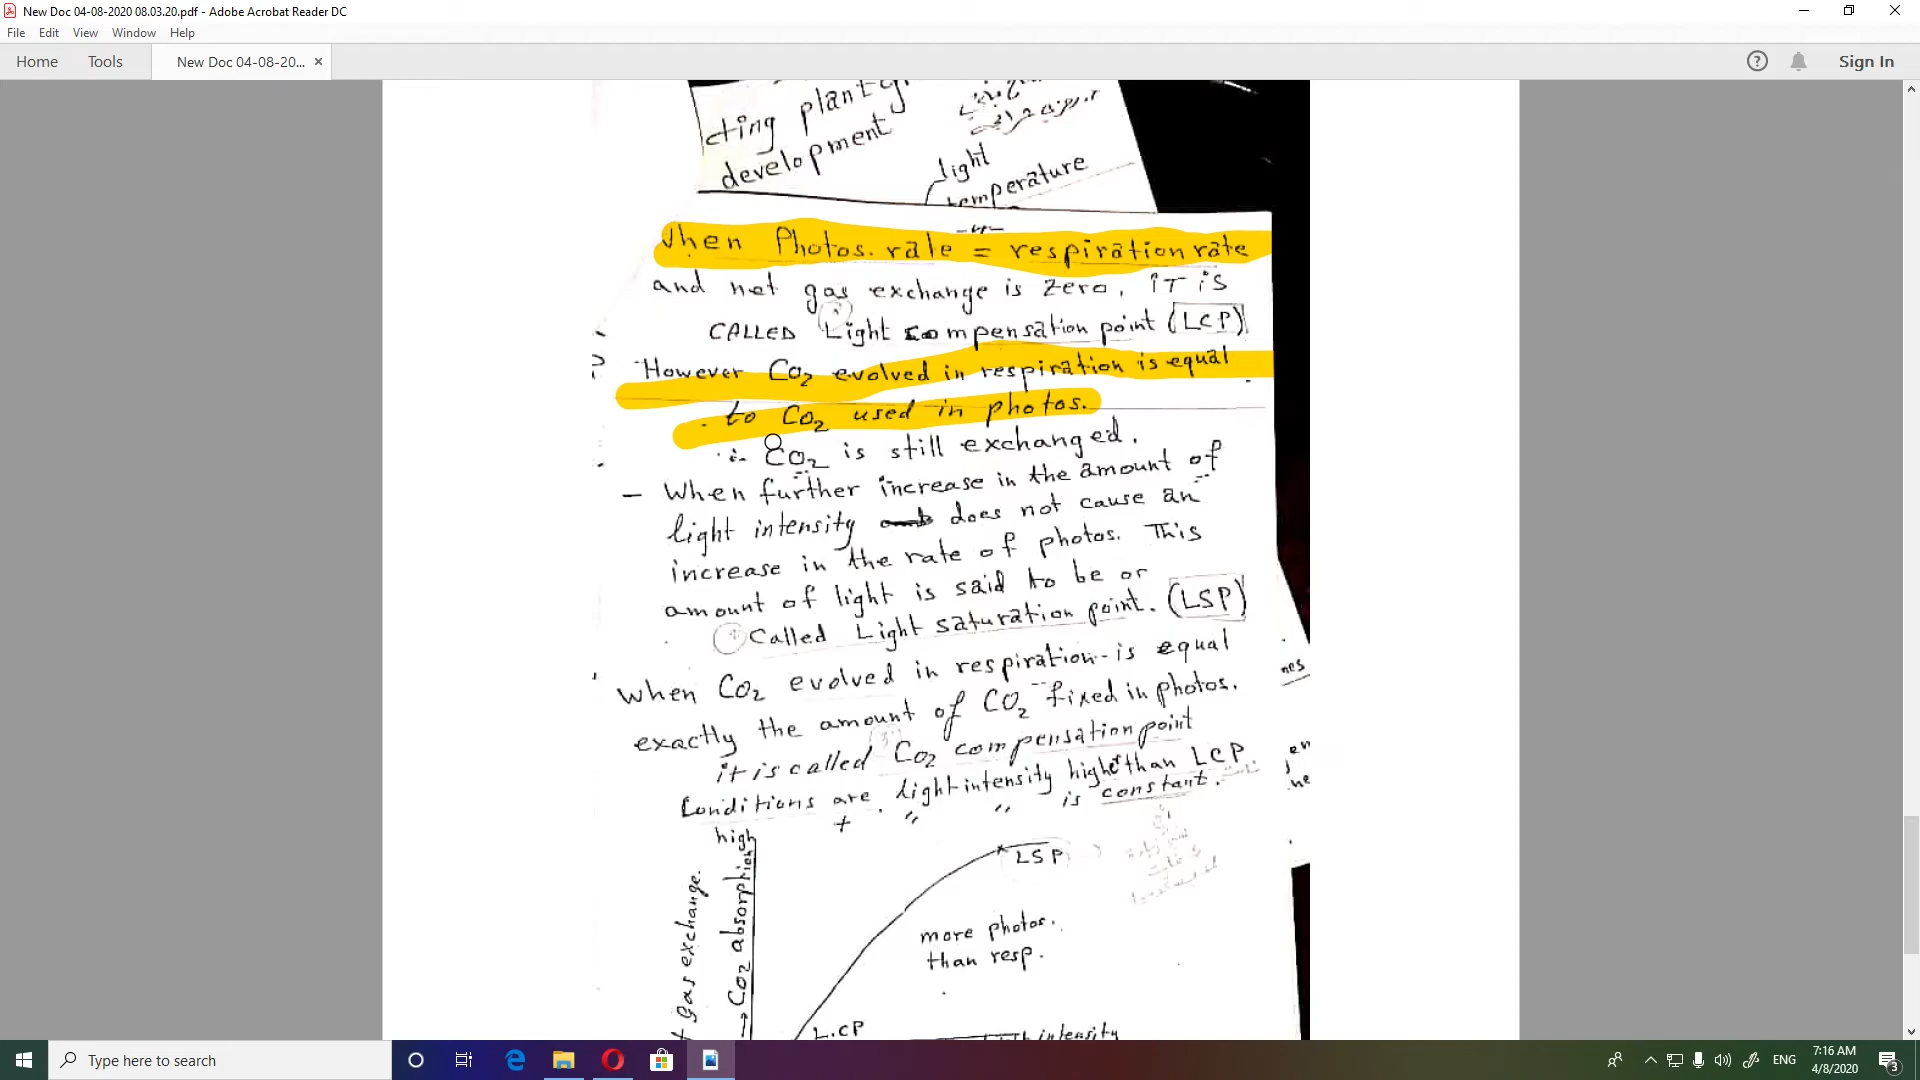 New Doc 04-08-2020 08.03.20.pdf - Adobe Acrobat Reader DC
File Edit View Window Help
Home Tools New Doc 04-08-20... × Sign In
cting plant g
development
light
temperature
When Photos. rate = respiration rate
and net gas exchange is zero, iT is
CALLED Light compensation point (LCP)
However CO2 evolved in respiration is equal
to CO2 used in photos.
CO2 is still exchanged.
- When further increase in the amount of
light intensity does not cause an
increase in the rate of photos. This
amount of light is said to be or
Called Light saturation point. (LSP)
nes
When CO2 evolved in respiration is equal
exactly the amount of CO2 fixed in photos.
it is called CO2 compensation point
Conditions are light intensity higher than LCP
+ " " is constant.
high
LSP
→ CO2 absorption
gas exchange.
more photos.
than resp.
L.CP
intensity
Type here to search
ENG
7:16 AM
4/8/2020
3